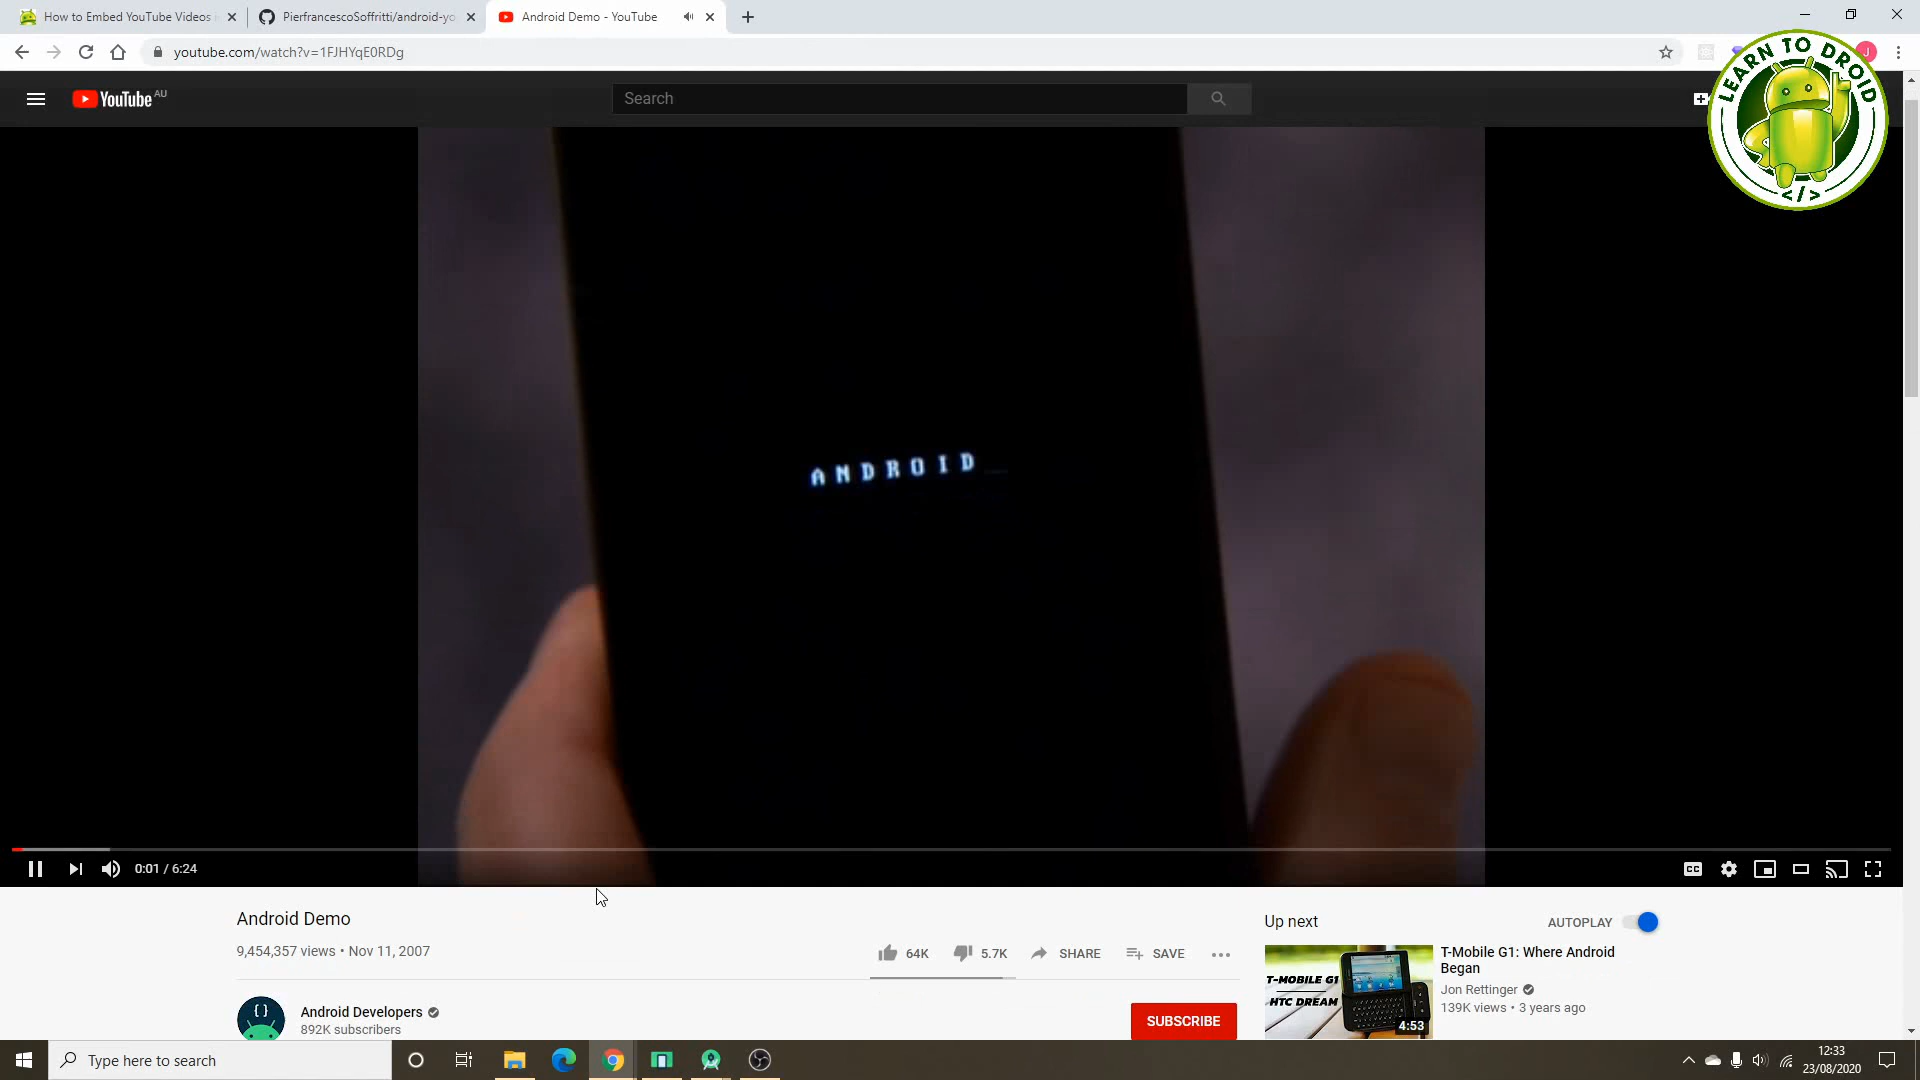 How to Embed YouTube Videos
PierfrancescoSoffritti/android-yo
Android Demo - YouTube
youtube.com/watch?v=1FJHYqE0RDg
J
LEARN TO DROID
</>
YouTube AU
Search
ANDROID_
0:01 / 6:24
CC
Android Demo
9,454,357 views • Nov 11, 2007
64K
5.7K
SHARE
SAVE
Android Developers
892K subscribers
SUBSCRIBE
Up next
AUTOPLAY
T-MOBILE G1
HTC DREAM
4:53
T-Mobile G1: Where Android
Began
Jon Rettinger
139K views • 3 years ago
Type here to search
12:33
23/08/2020